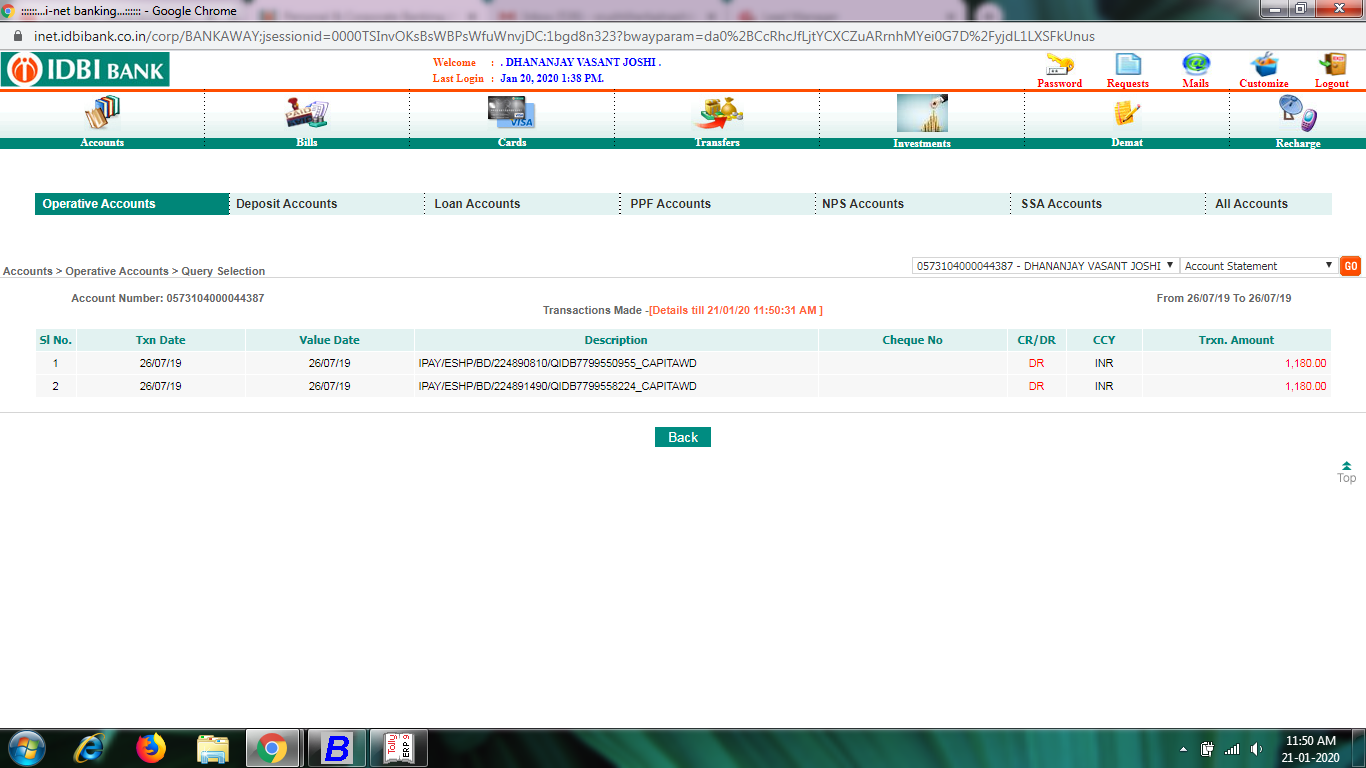 ::::::...i-net banking...:::::: - Google Chrome
inet.idbibank.co.in/corp/BANKAWAY;jsessionid=0000TSInvOKsBsWBPsWfuWnvjDC:1bgd8n323?bwayparam=da0%2BCcRhcJfLjtYCXCZuARrnhMYei0G7D%2FyjdL1LXSFkUnus
IDBI BANK
Welcome : . DHANANJAY VASANT JOSHI .
Last Login : Jan 20, 2020 1:38 PM.
Password Requests Mails Customize Logout
PAID
VISA
Accounts Bills Cards Transfers Investments Demat Recharge
Operative Accounts Deposit Accounts Loan Accounts PPF Accounts NPS Accounts SSA Accounts All Accounts
Accounts > Operative Accounts > Query Selection
0573104000044387 - DHANANJAY VASANT JOSHI Account Statement GO
Account Number: 0573104000044387
From 26/07/19 To 26/07/19
Transactions Made -[Details till 21/01/20 11:50:31 AM ]
Sl No. Txn Date Value Date Description Cheque No CR/DR CCY Trxn. Amount
1 26/07/19 26/07/19 IPAY/ESHP/BD/224890810/QIDB7799550955_CAPITAWD DR INR 1,180.00
2 26/07/19 26/07/19 IPAY/ESHP/BD/224891490/QIDB7799558224_CAPITAWD DR INR 1,180.00
Back
Top
B
Tally ERP 9
11:50 AM
21-01-2020